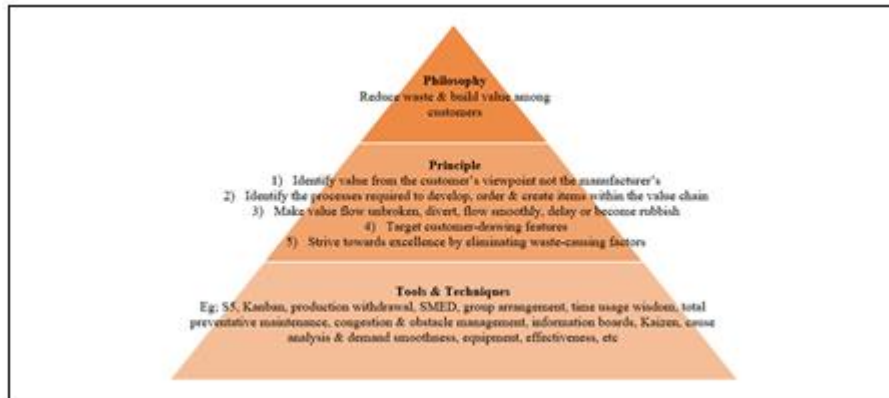 Philosophy
Reduce waste & build value among
customers
Principle
1) Identify value from the customer's viewpoint not the manufacturer's
2) Identify the processes required to develop, order & create items within the value chain
3) Make value flow unbroken, divert, flow smoothly, delay or become rubbish
4) Target customer-drawing features
5) Strive towards excellence by eliminating waste-causing factors
Tools & Techniques
Eg; S5, Kanban, production withdrawal, SMED, group arrangement, time usage wisdom, total
preventative maintenance, congestion & obstacle management, information boards, Kaizen, cause
analysis & demand smoothness, equipment, effectiveness, etc